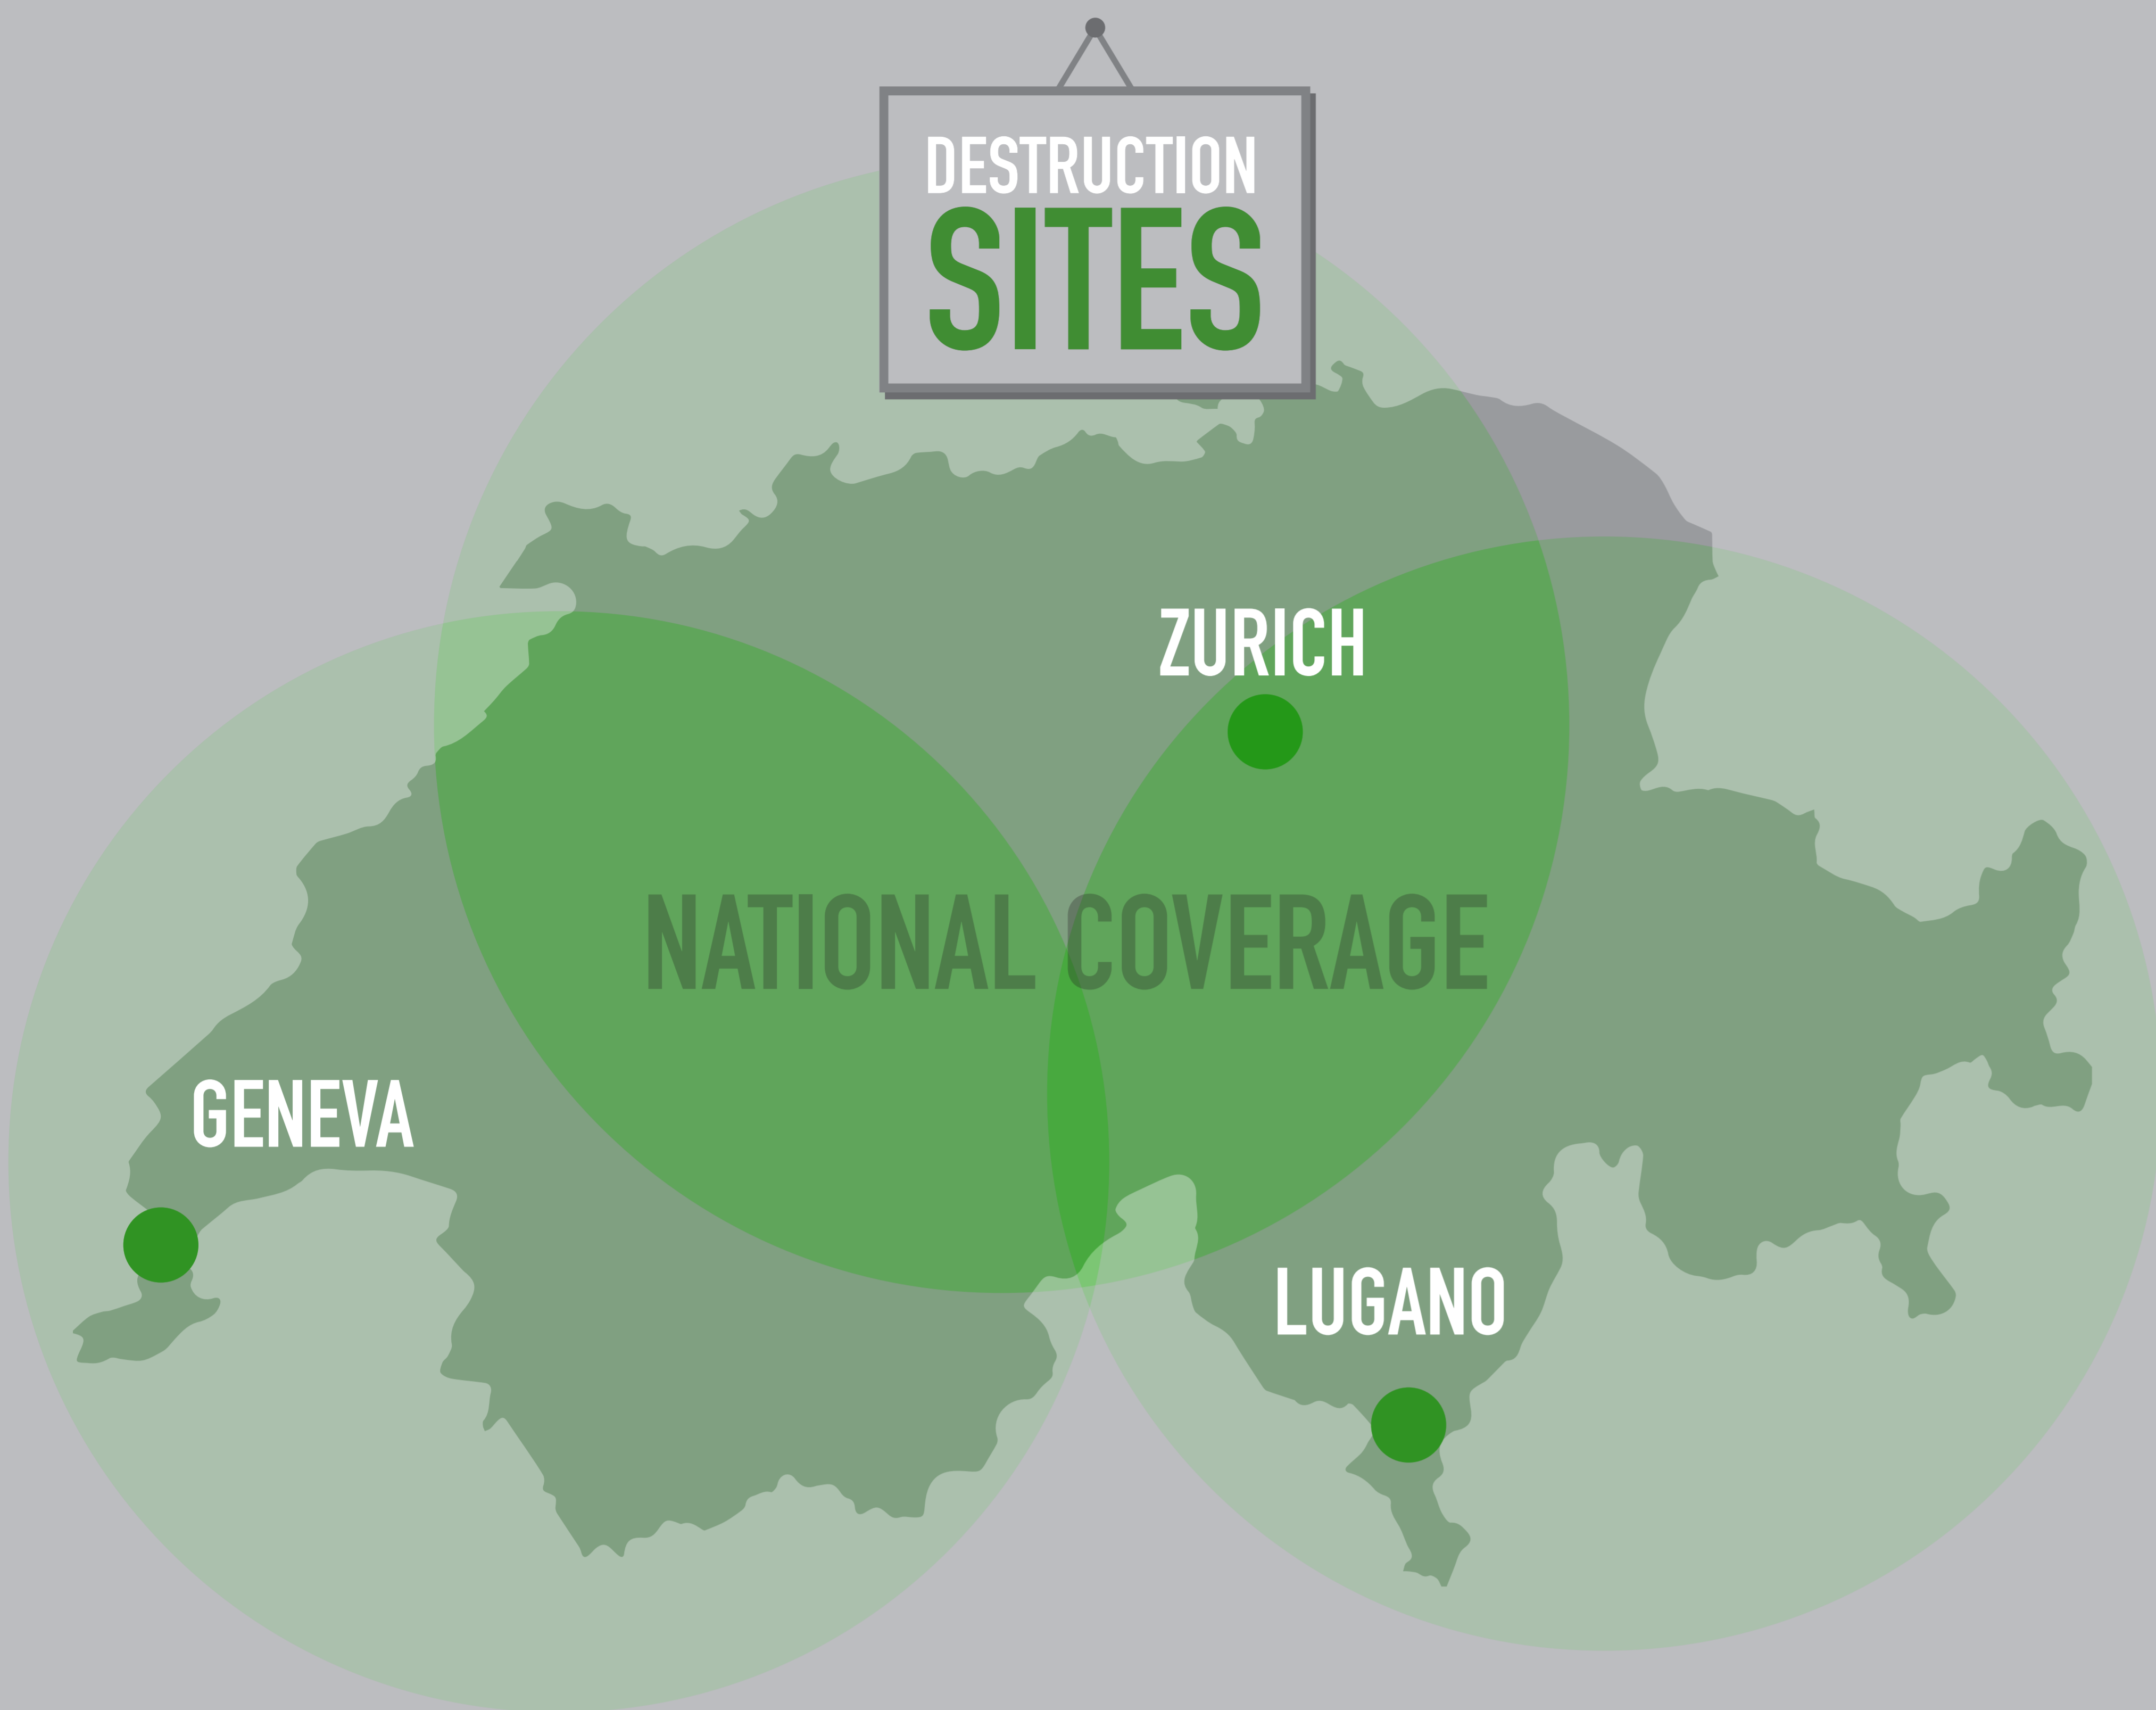 DESTRUCTION
SITES
ZURICH
NATIONAL COVERAGE
GENEVA
LUGANO